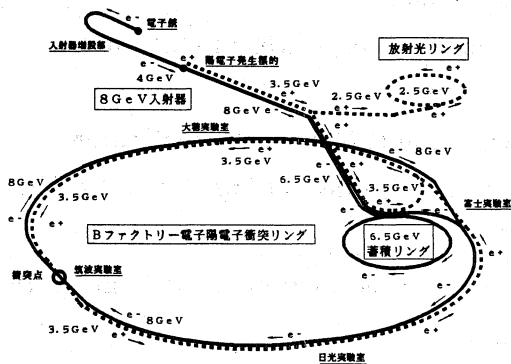 e-
電子銃
入射器増設部
e+
陽電子発生標的
放射光リング
e-
4GeV
3.5GeV
e+
2.5GeV
2.5GeV
8GeV入射器
8GeVe-
e+
e+
大穂実験室
e-
e+
3.5GeV
e-
8GeV
e+
6.5GeV
e-
3.5GeV
e+
8GeV
3.5GeV
富士実験室
e-
e+
Bファクトリー電子陽電子衝突リング
6.5GeV
蓄積リング
e+
e-
衝突点
筑波実験室
e-
e-
8GeV
3.5GeV
e+
e-
e+
日光実験室